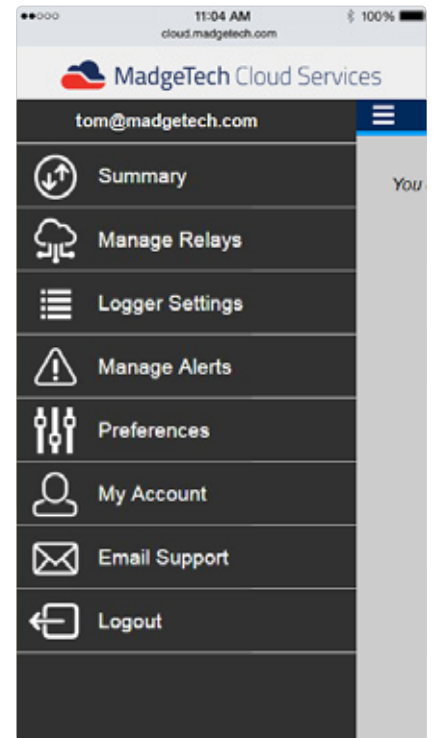 11:04 AM
100%
cloud.madgetech.com
MadgeTech Cloud Services
tom@madgetech.com
Summary
You
Manage Relays
Logger Settings
Manage Alerts
Preferences
My Account
Email Support
Logout